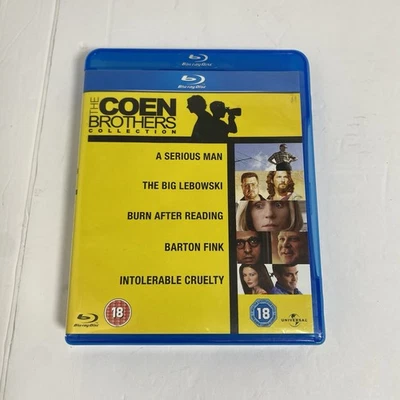 Blu-ray Disc
Blu-ray Disc
THE
COEN
BROTHERS
COLLECTION
A SERIOUS MAN
THE BIG LEBOWSKI
BURN AFTER READING
BARTON FINK
INTOLERABLE CRUELTY
Blu-ray Disc
18
18
UNIVERSAL